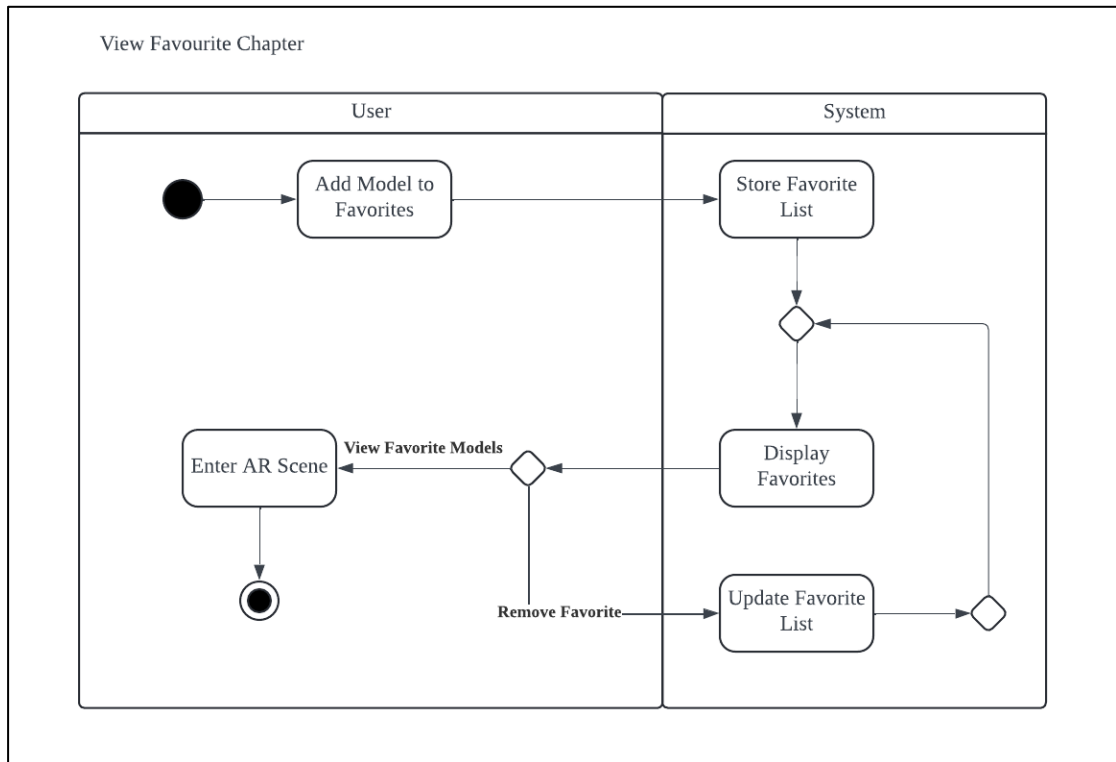 View Favourite Chapter
User
System
Add Model to
Favorites
Store Favorite
List
View Favorite Models
Enter AR Scene
Display
Favorites
Remove Favorite
Update Favorite
List